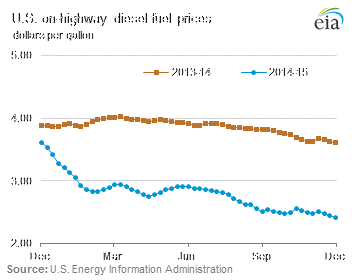 U.S. on-highway diesel fuel prices
dollars per gallon
eia
5.00
2013-14
2014-15
4.00
3.00
2.00
Dec
Mar
Jun
Sep
Dec
Source: U.S. Energy Information Administration